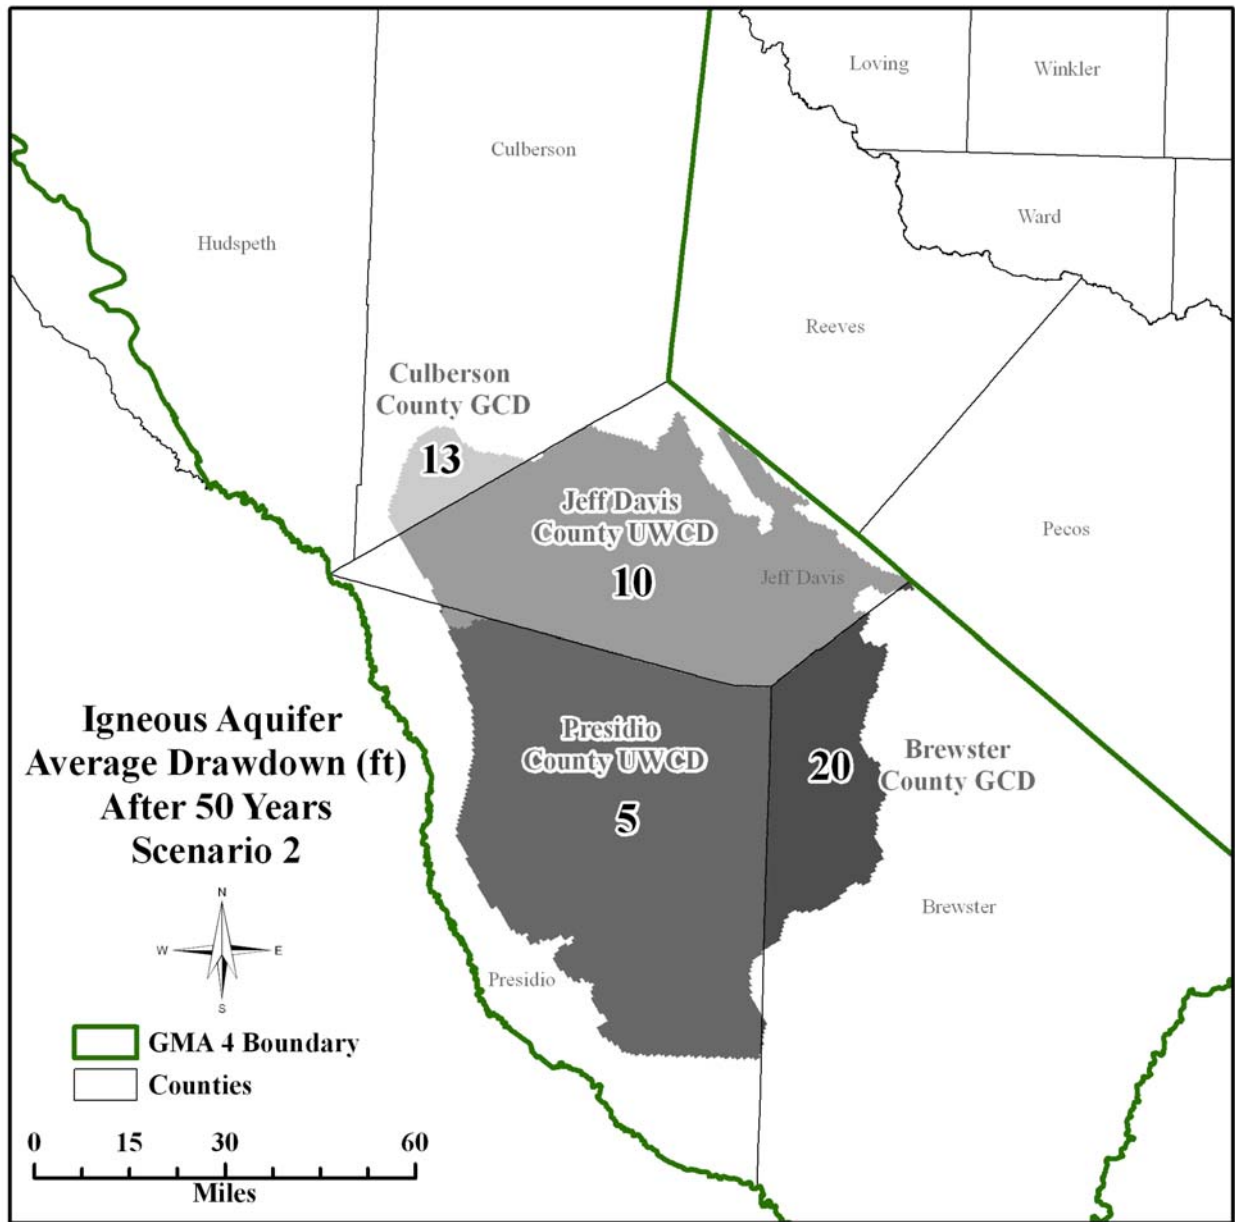 Loving
Winkler
Culberson
Ward
Hudspeth
Reeves
Culberson
County GCD
13
Jeff Davis
County UWCD
10
Jeff Davis
Pecos
Igneous Aquifer
Average Drawdown (ft)
After 50 Years
Scenario 2
Presidio
County UWCD
5
20
Brewster
County GCD
Brewster
Presidio
N
W
E
S
GMA 4 Boundary
Counties
0 15 30 60
Miles